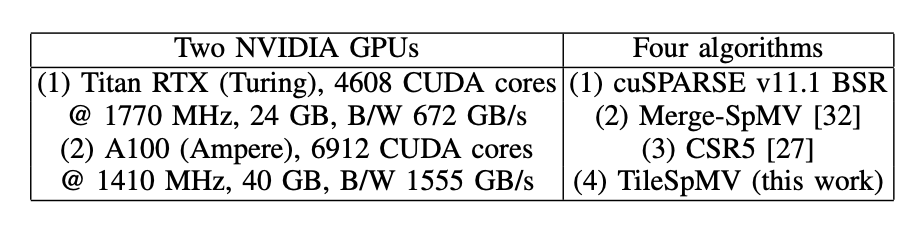 Two NVIDIA GPUs Four algorithms
(1) Titan RTX (Turing), 4608 CUDA cores (1) cuSPARSE v11.1 BSR
@ 1770 MHz, 24 GB, B/W 672 GB/s (2) Merge-SpMV [32]
(2) A100 (Ampere), 6912 CUDA cores (3) CSR5 [27]
@ 1410 MHz, 40 GB, B/W 1555 GB/s (4) TileSpMV (this work)